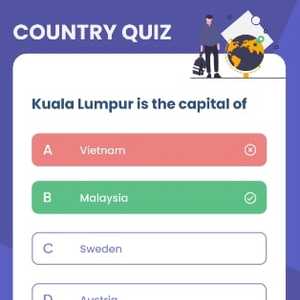 COUNTRY QUIZ
Kuala Lumpur is the capital of
A Vietnam
B Malaysia
C Sweden
D Austria